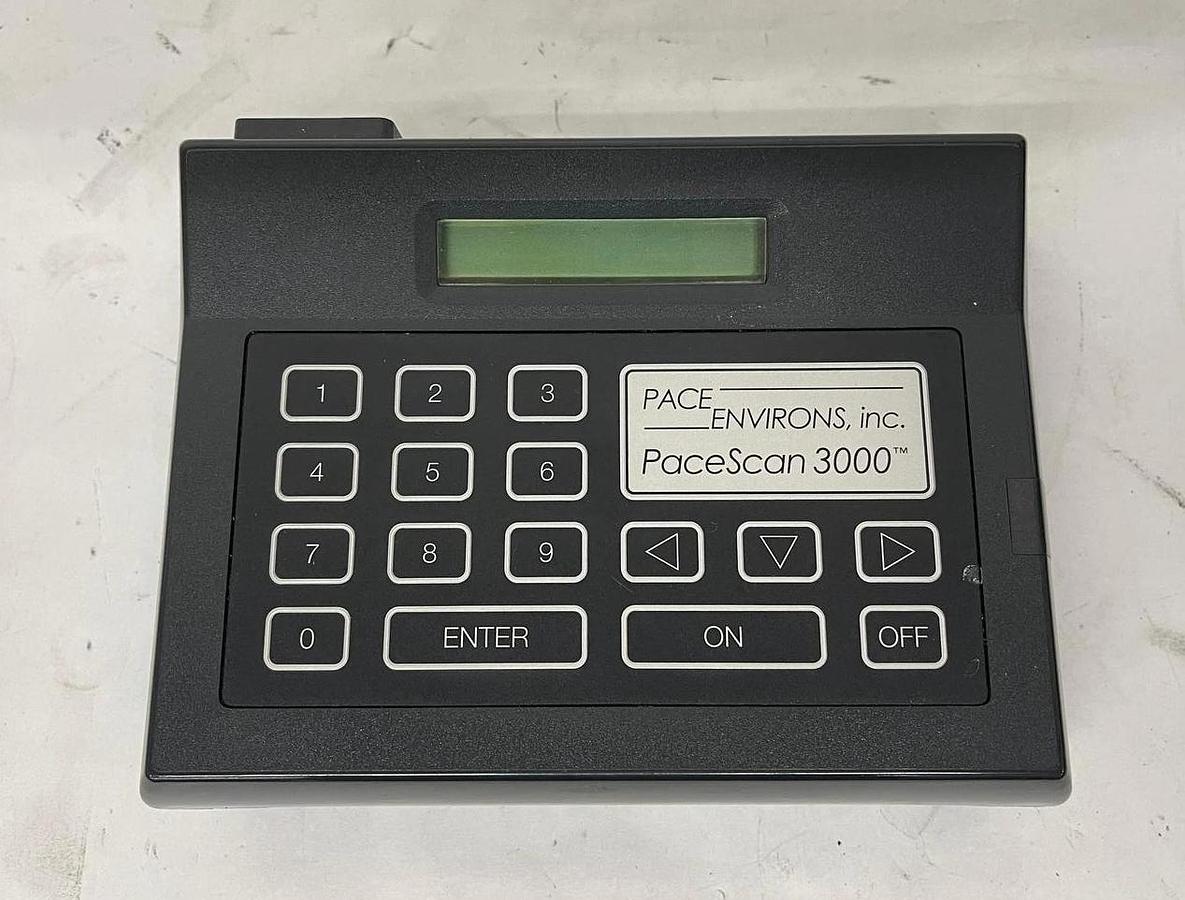 1 2 3
PACE
ENVIRONS, inc.
PaceScan 3000™
4 5 6
7 8 9
0 ENTER ON OFF